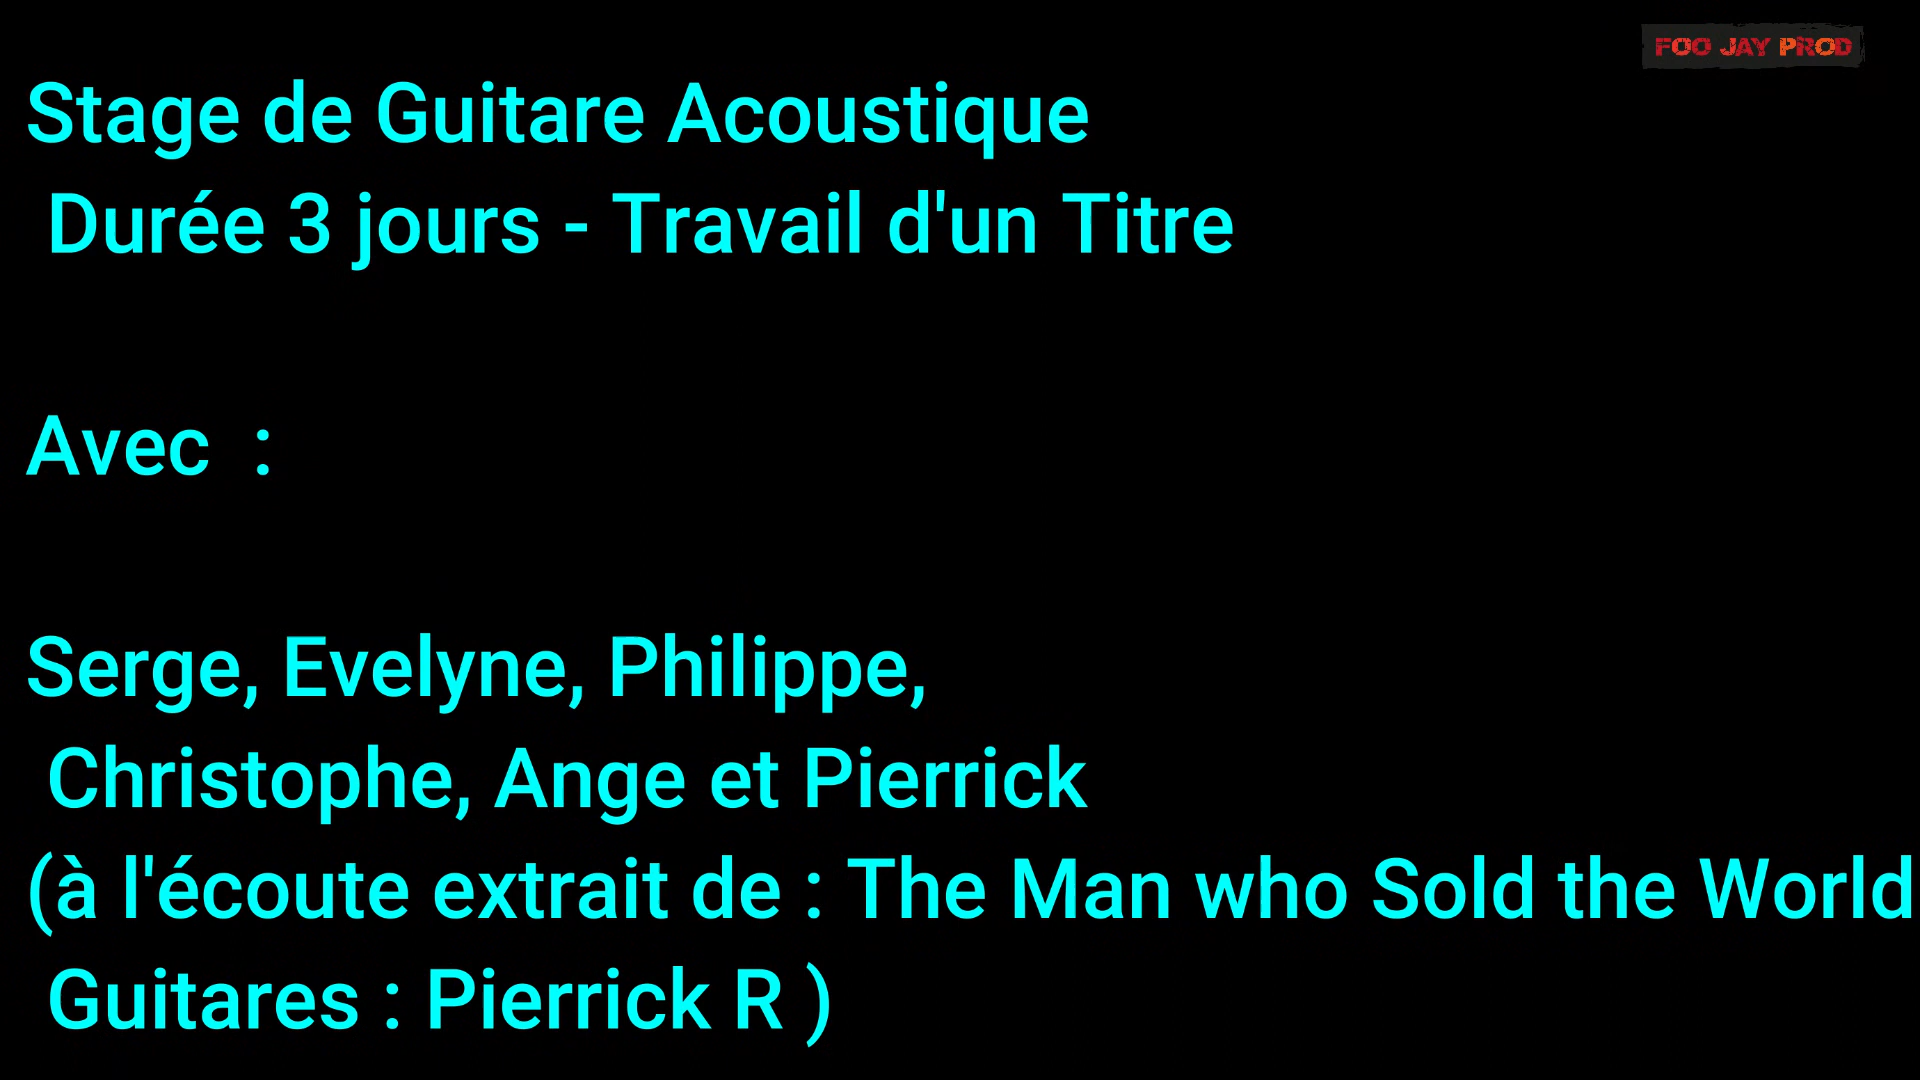 FOO JAY PROD
Stage de Guitare Acoustique
Durée 3 jours - Travail d'un Titre
Avec  :
Serge, Evelyne, Philippe,
Christophe, Ange et Pierrick
(à l'écoute extrait de : The Man who Sold the World
Guitares : Pierrick R )